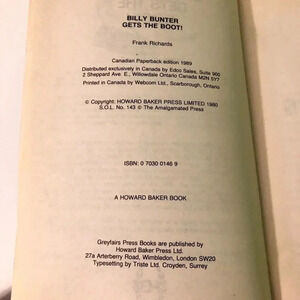 BILLY BUNTER
GETS THE BOOT!
Frank Richards
Canadian Paperback edition 1989
Distributed exclusively in Canada by Edoo Sales, Suite 900
2 Sheppard Ave E., Willowdale Ontario Canada M2N 5Y7
Printed in Canada by Webcom Ltd., Scarborough, Ontario
© Copyright: HOWARD BAKER PRESS LIMITED 1980
S.O.L. No. 143 © The Amalgamated Press
ISBN: 0 7030 0146 9
A HOWARD BAKER BOOK
Greyfairs Press Books are published by
Howard Baker Press Ltd.
27a Arterberry Road, Wimbledon, London SW20
Typesetting by Triste Ltd. Croyden, Surrey